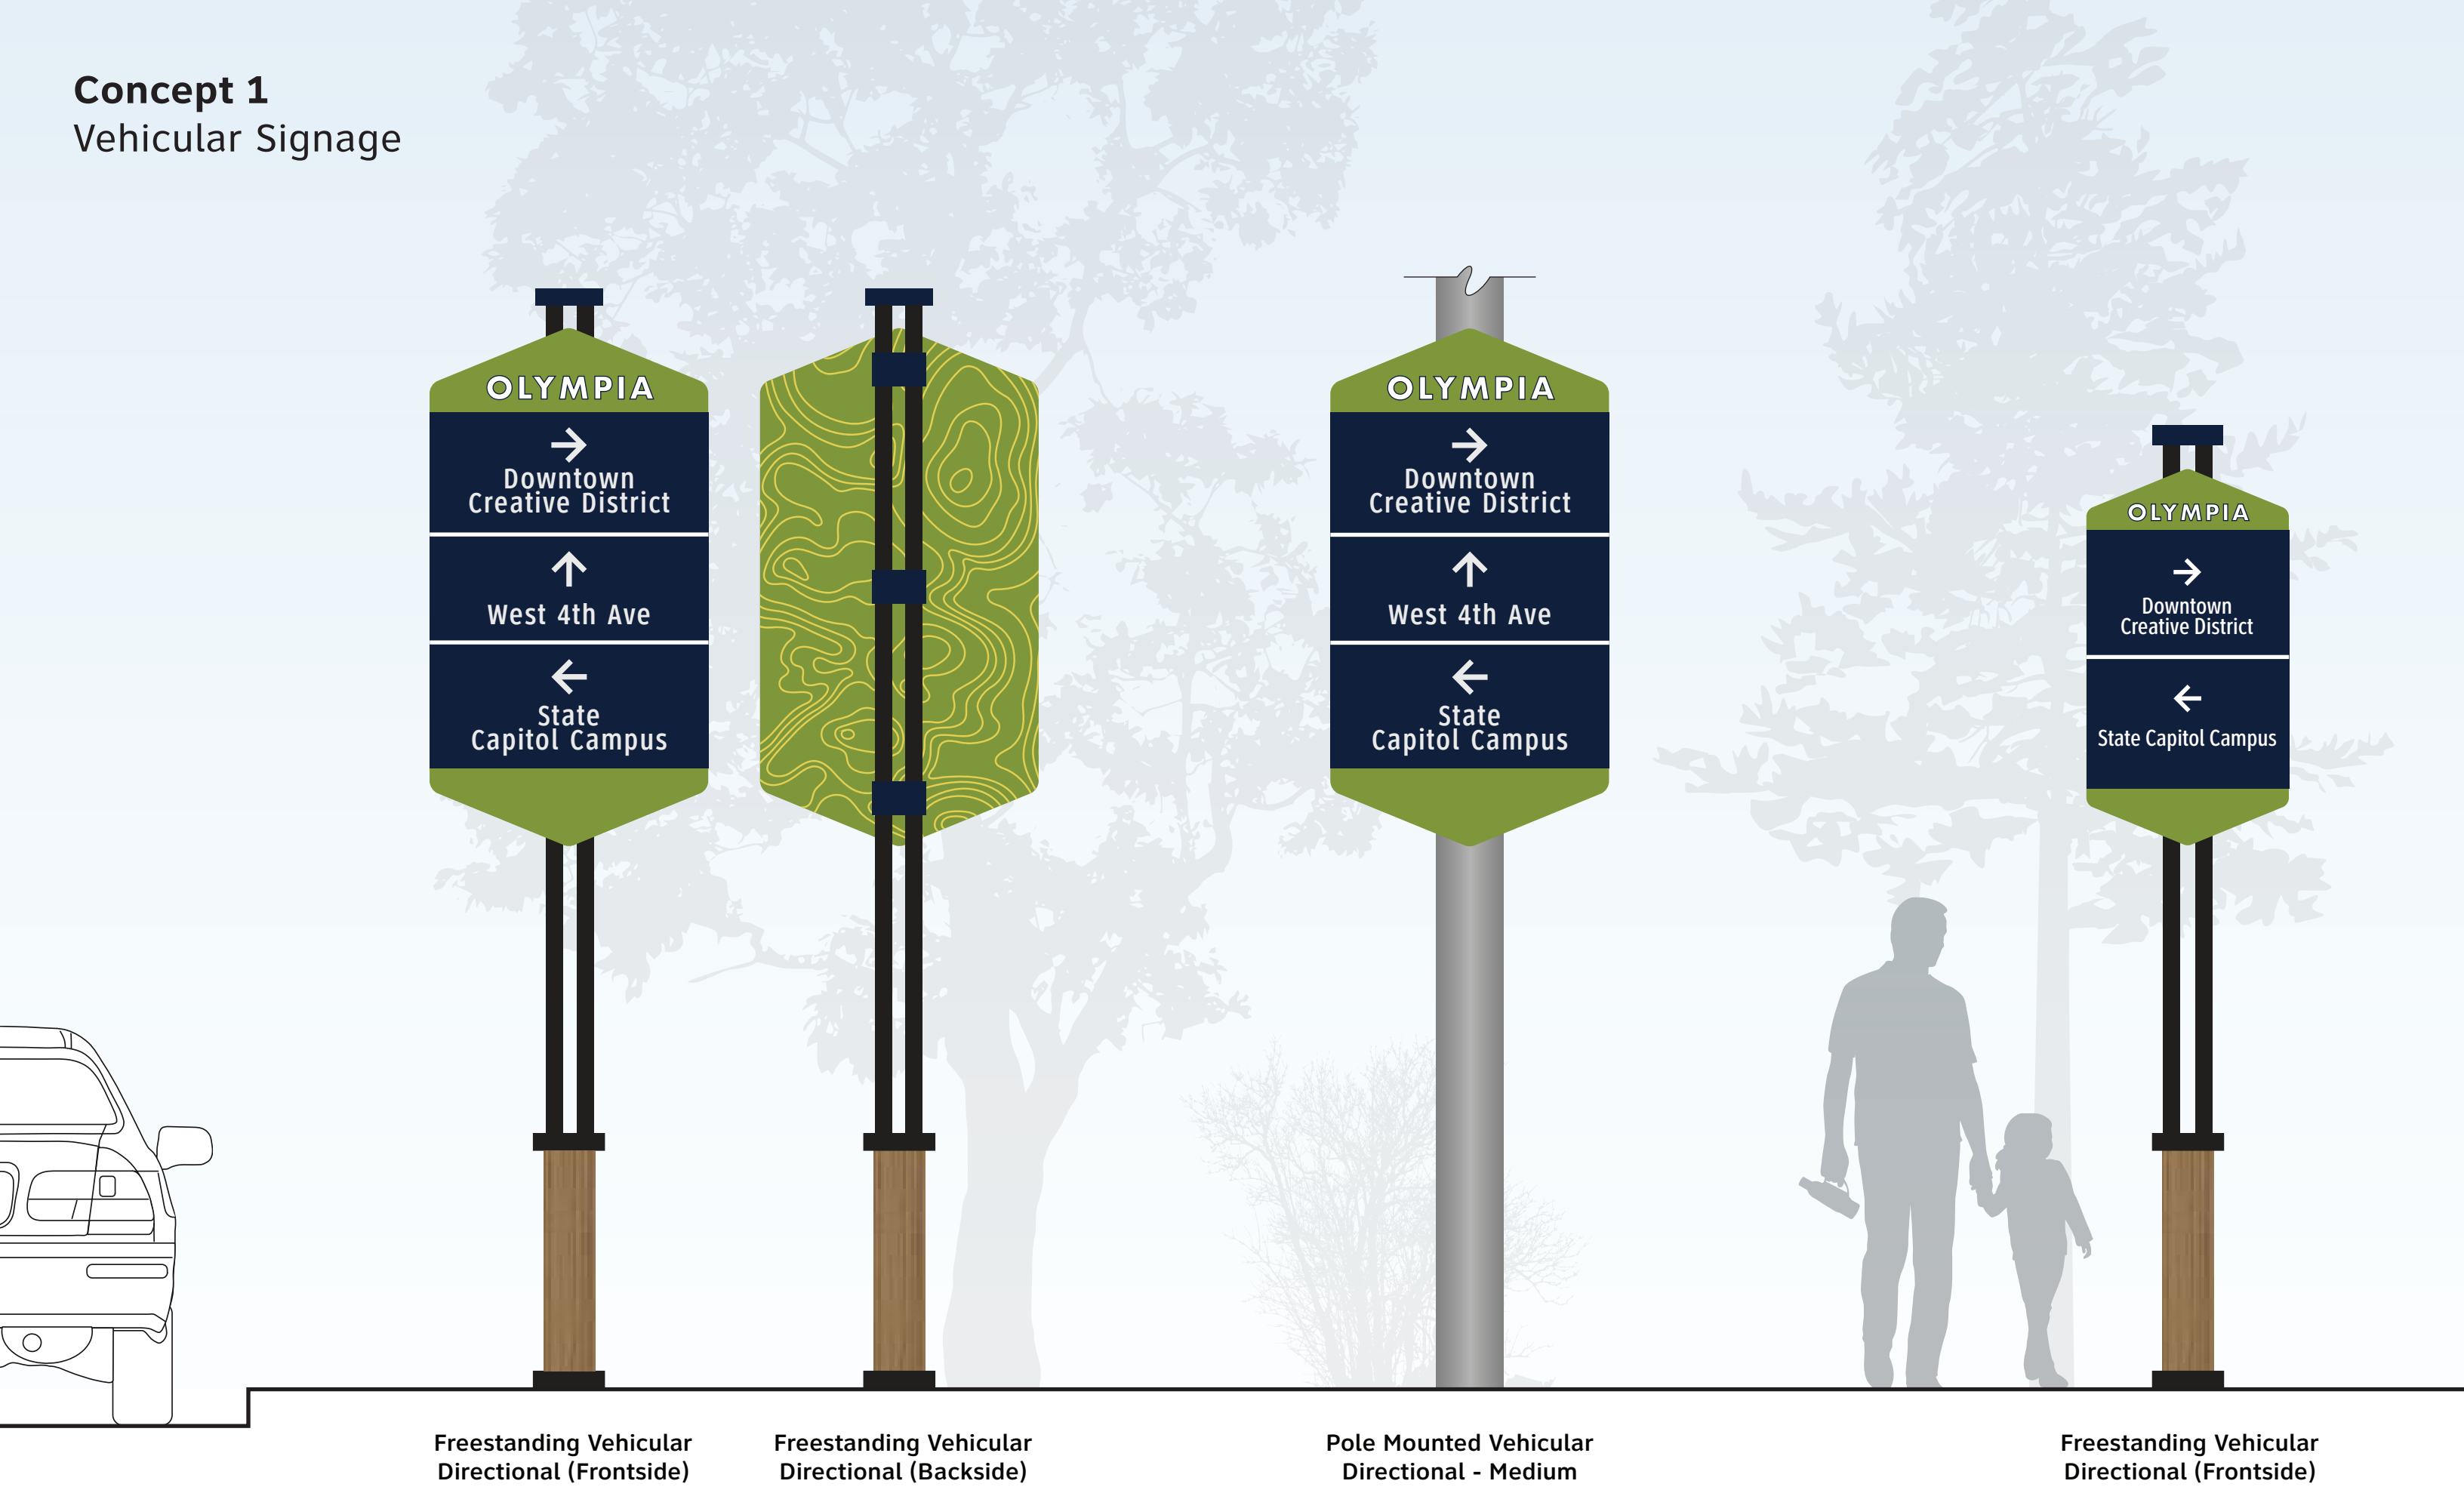 Concept 1
Vehicular Signage
OLYMPIA
→
Downtown
Creative District
↑
West 4th Ave
←
State
Capitol Campus
OLYMPIA
→
Downtown
Creative District
↑
West 4th Ave
←
State
Capitol Campus
OLYMPIA
→
Downtown
Creative District
←
State Capitol Campus
Freestanding Vehicular
Directional (Frontside)
Freestanding Vehicular
Directional (Backside)
Pole Mounted Vehicular
Directional - Medium
Freestanding Vehicular
Directional (Frontside)